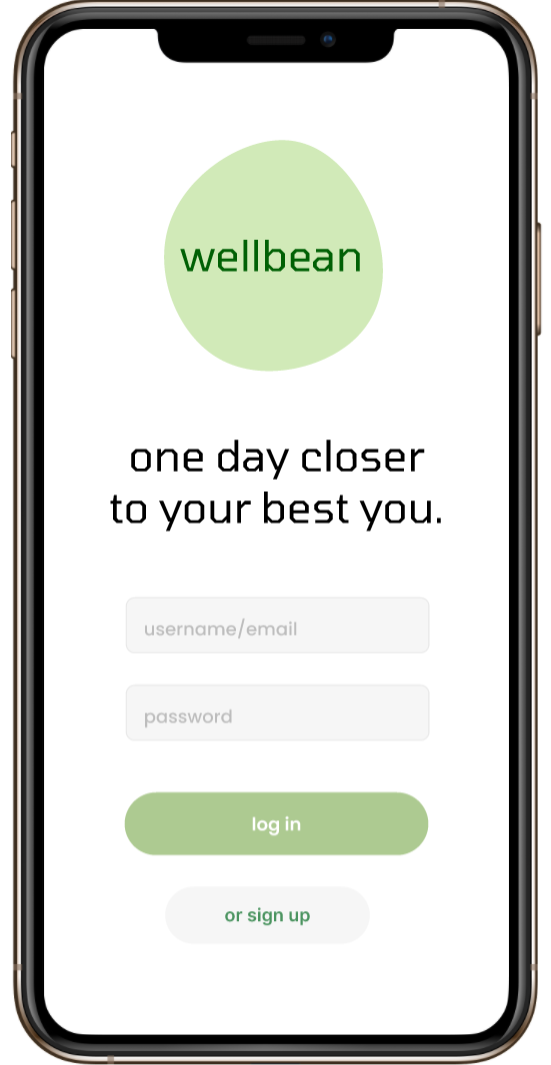 wellbean
one day closer
to your best you.
username/email
password
log in
or sign up